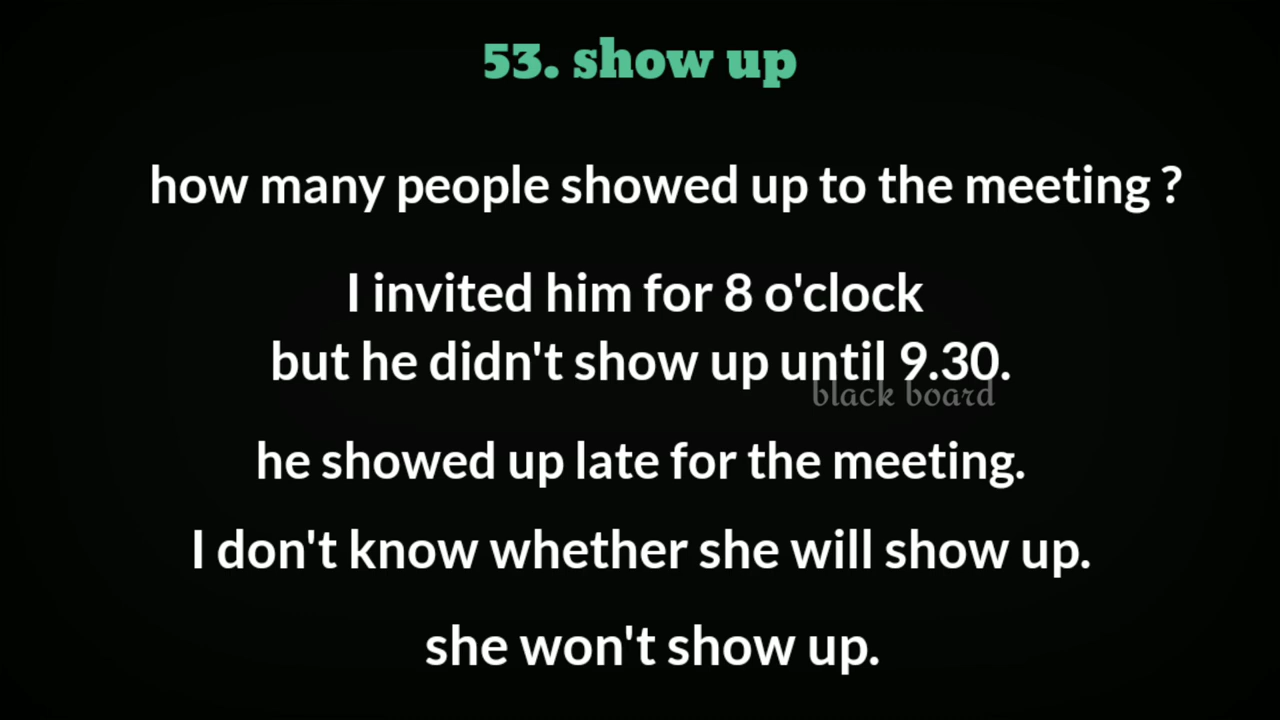 53. show up
how many people showed up to the meeting ?
I invited him for 8 o'clock
but he didn't show up until 9.30.
black board
he showed up late for the meeting.
I don't know whether she will show up.
she won't show up.